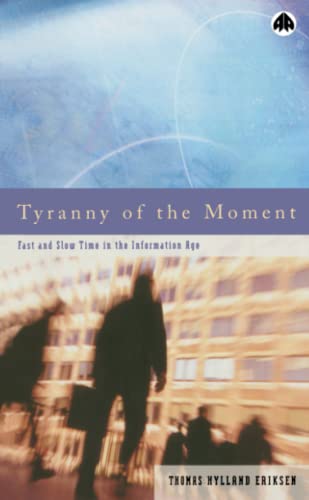 Tyranny of the Moment
Fast and Slow Time in the Information Age
THOMAS HYLLAND ERIKSEN